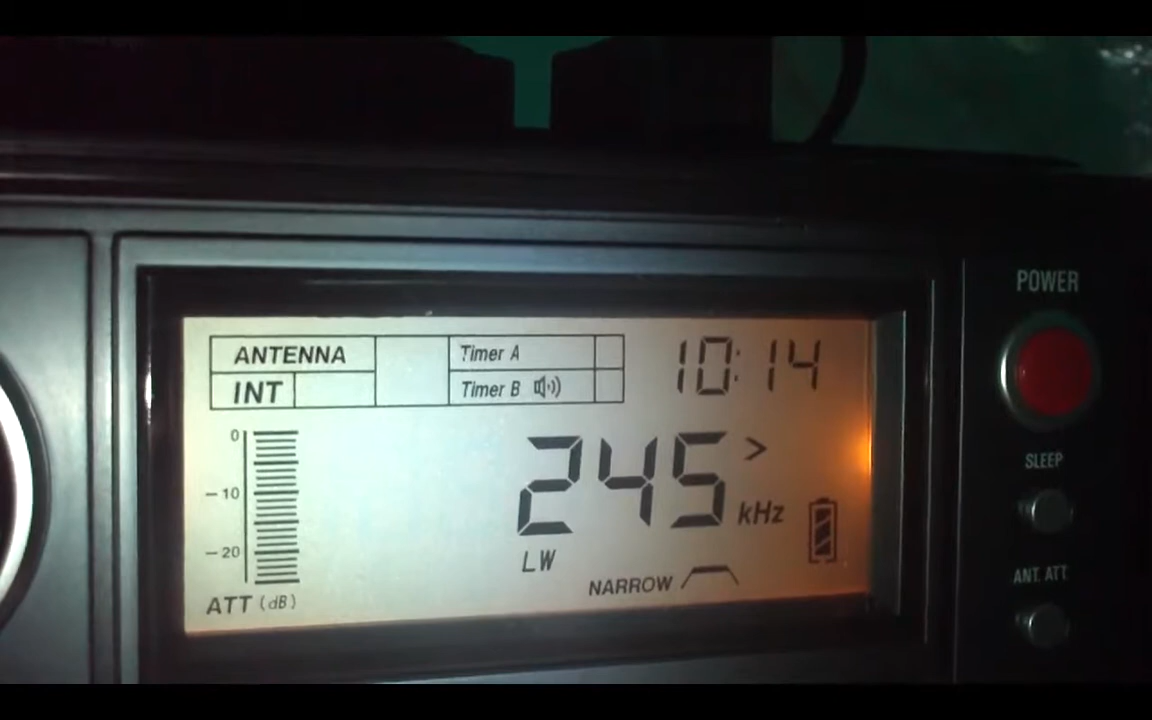 POWER
ANTENNA
INT
Timer A
Timer B
10:14
0
-10
-20
ATT (dB)
245 >
kHz
LW
NARROW
SLEEP
ANT. ATT